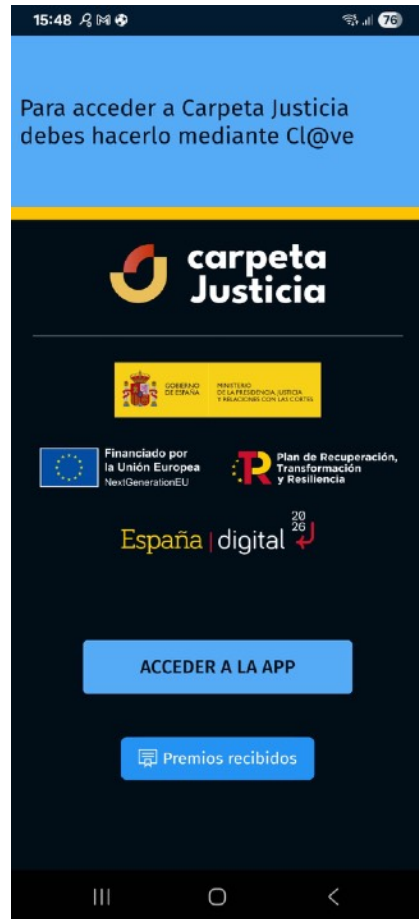 15:48
76
Para acceder a Carpeta Justicia
debes hacerlo mediante Cl@ve
carpeta
Justicia
GOBIERNO
DE ESPAÑA
MINISTERIO
DE LA PRESIDENCIA, JUSTICIA
Y RELACIONES CON LAS CORTES
Financiado por
la Unión Europea
NextGenerationEU
Plan de Recuperación,
Transformación
y Resiliencia
España | digital 20
26
ACCEDER A LA APP
Premios recibidos